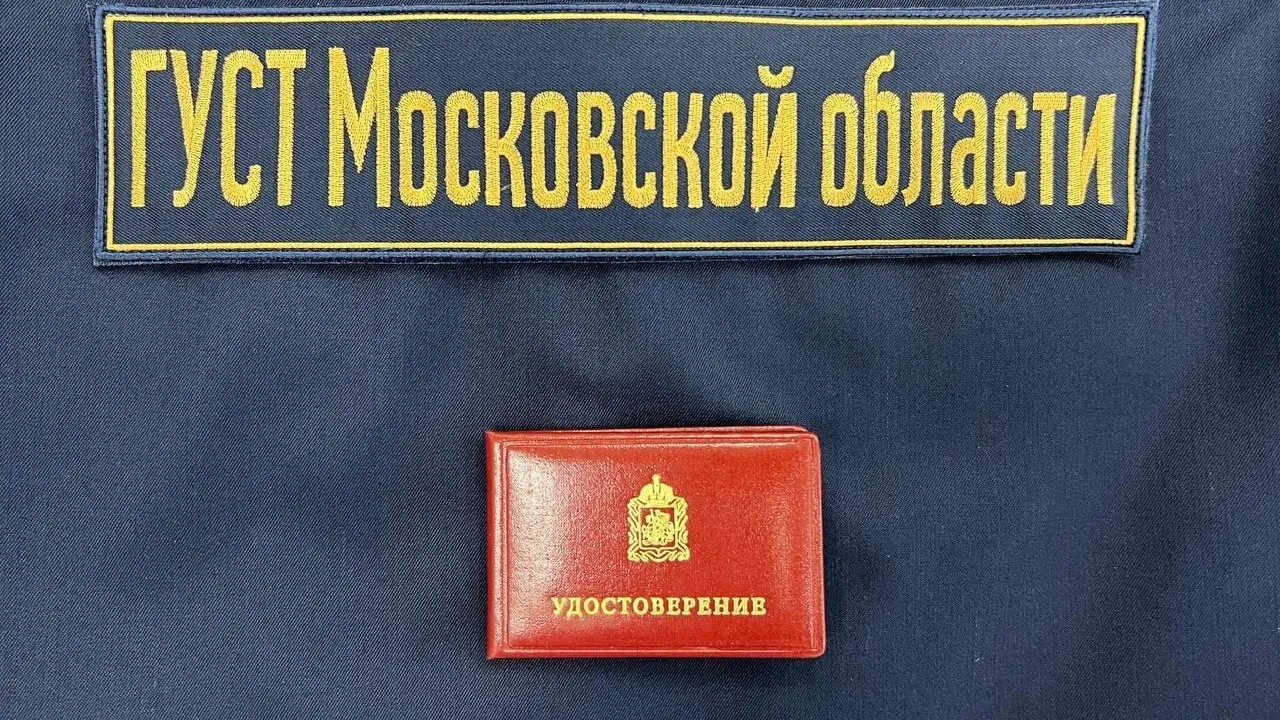 ГУСТ Московской области
УДОСТОВЕРЕНИЕ